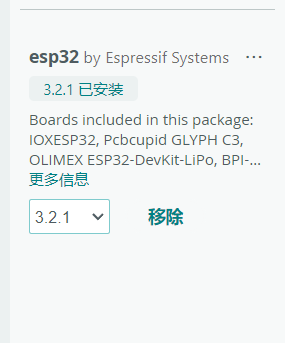 esp32 by Espressif Systems ...
3.2.1 已安装
Boards included in this package:
IOXESP32, Pcbcupid GLYPH C3,
OLIMEX ESP32-DevKit-LiPo, BPI-...
更多信息
3.2.1 移除